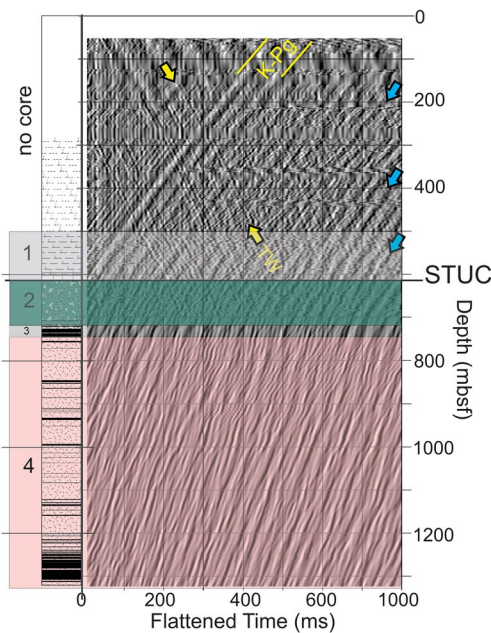 0
K-Pg
200
no core
400
TW
1
STUC
2
3
Depth (mbsf)
800
4
1000
1200
0 200 400 600 800 1000
Flattened Time (ms)